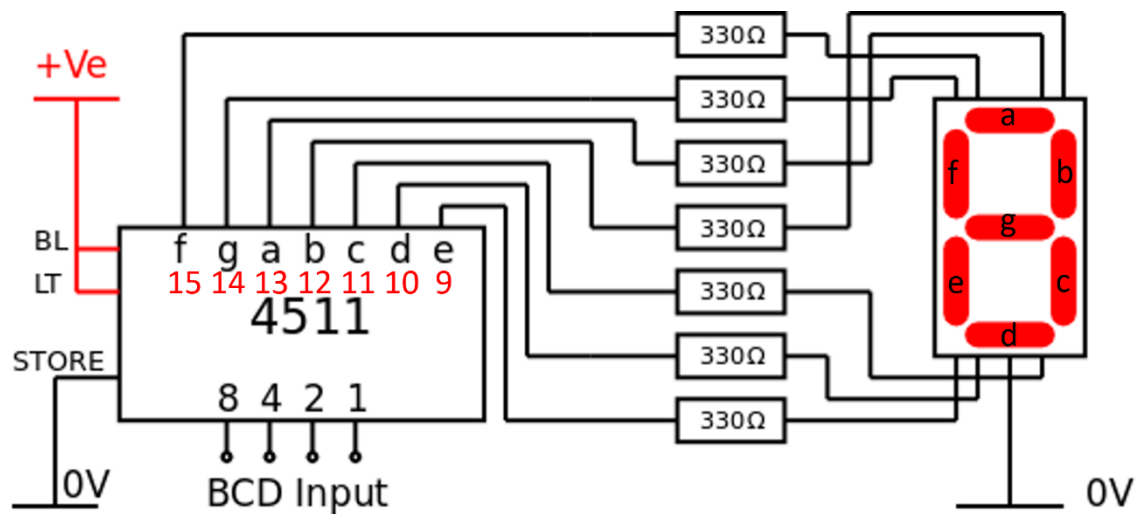 330Ω
+Ve
330Ω
a
330Ω
f
b
330Ω
g
BL
f g a b c d e
LT
15 14 13 12 11 10 9
330Ω
e
c
4511
d
STORE
330Ω
8 4 2 1
330Ω
0V
BCD Input
0V